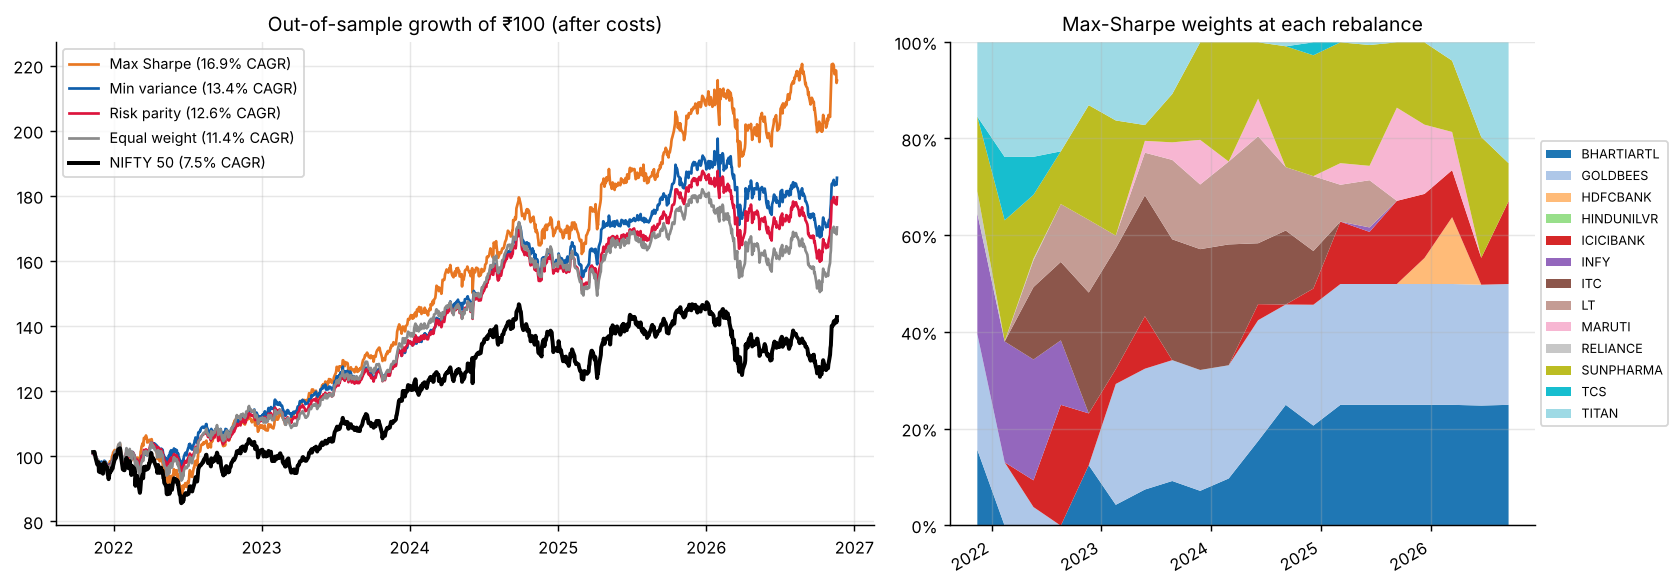 Out-of-sample growth of ₹100 (after costs)
Max Sharpe (16.9% CAGR)
Min variance (13.4% CAGR)
Risk parity (12.6% CAGR)
Equal weight (11.4% CAGR)
NIFTY 50 (7.5% CAGR)
220
200
180
160
140
120
100
80
2022
2023
2024
2025
2026
2027
Max-Sharpe weights at each rebalance
100%
80%
60%
40%
20%
0%
2022
2023
2024
2025
2026
BHARTIARTL
GOLDBEES
HDFCBANK
HINDUNILVR
ICICIBANK
INFY
ITC
LT
MARUTI
RELIANCE
SUNPHARMA
TCS
TITAN